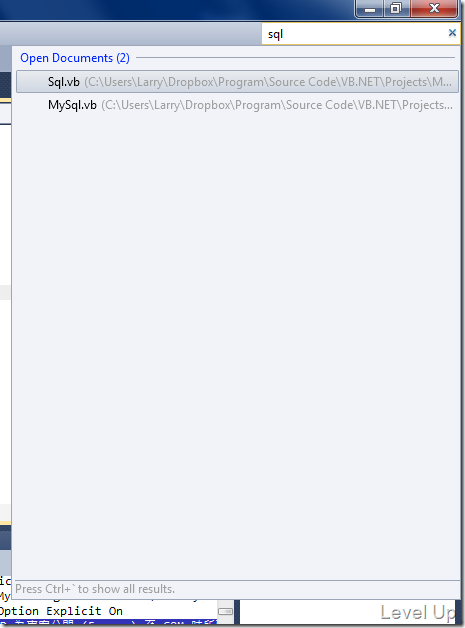 sql
Open Documents (2)
Sql.vb (C:\Users\Larry\Dropbox\Program\Source Code\VB.NET\Projects\M...
MySql.vb (C:\Users\Larry\Dropbox\Program\Source Code\VB.NET\Projects...
Press Ctrl+` to show all results.
Option Explicit On
Level Up